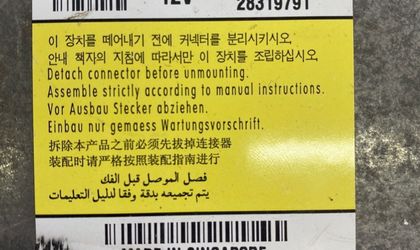 12V 28319791
이 장치를 떼어내기 전에 커넥터를 분리시키시오.
안내 책자의 지침에 따라서만 이 장치를 조립하십시오.
Detach connector before unmounting.
Assemble strictly according to manual instructions.
Vor Ausbau Stecker abziehen.
Einbau nur gemaess Wartungsvorschrift.
拆除本产品之前必须先拔掉连接器
装配时请严格按照装配指南进行
فصل الموصل قبل الفك
يتم تجميعه بدقة وفقا لدليل التعليمات
MADE IN SINGAPORE